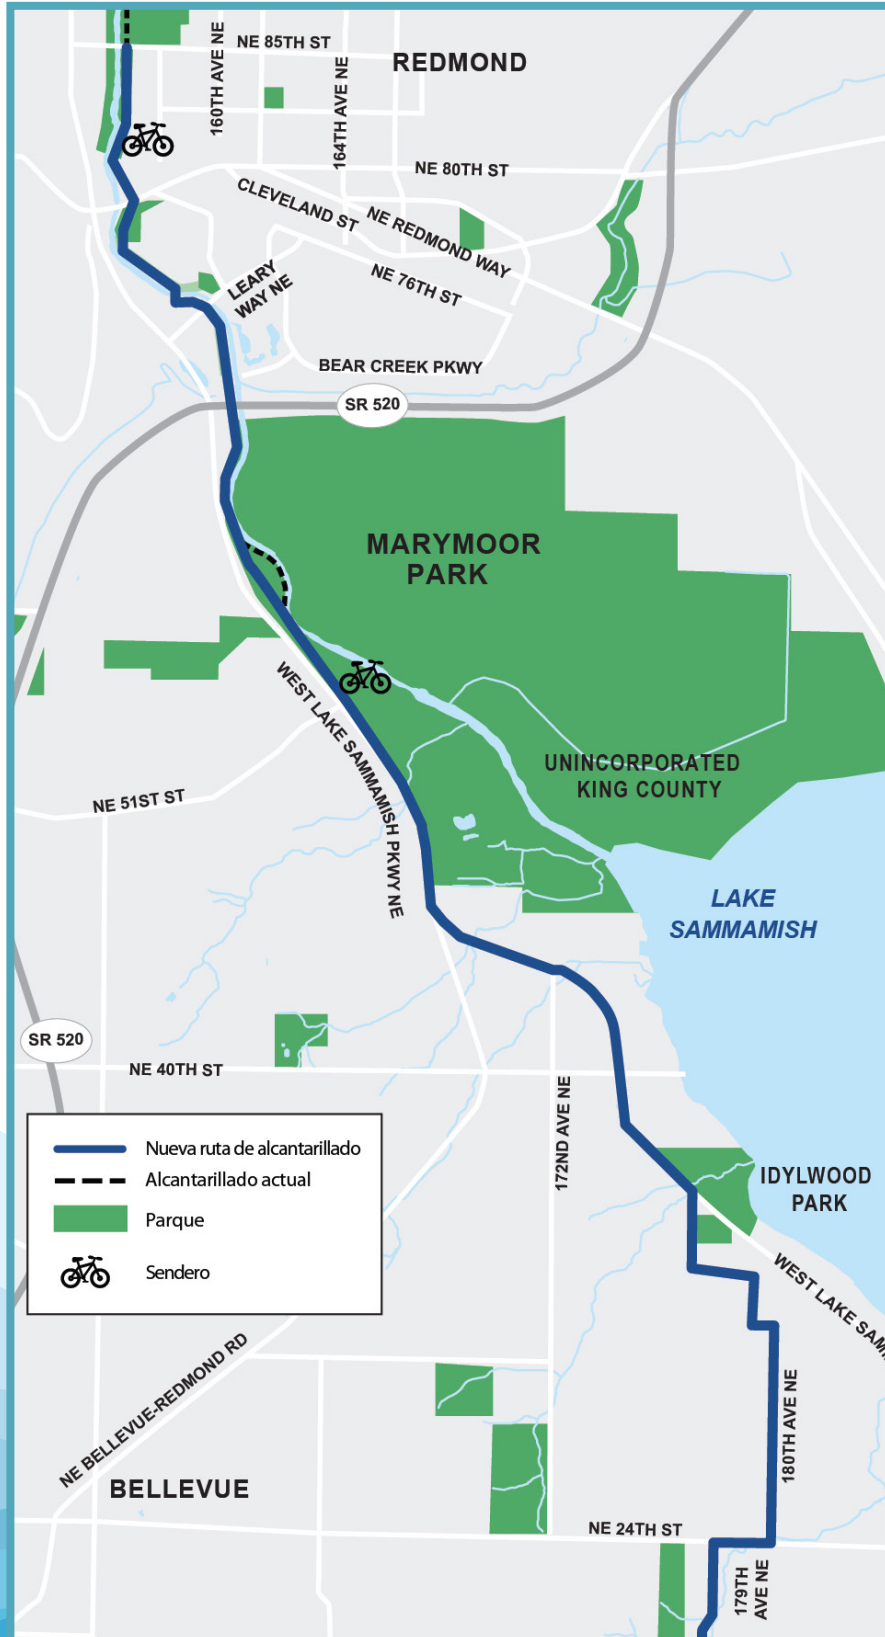 NE 85TH ST
REDMOND
160TH AVE NE
164TH AVE NE
NE 80TH ST
CLEVELAND ST
NE REDMOND WAY
LEARY
WAY NE
NE 76TH ST
BEAR CREEK PKWY
SR 520
MARYMOOR
PARK
WEST LAKE SAMMAMISH PKWY NE
UNINCORPORATED
KING COUNTY
NE 51ST ST
LAKE
SAMMAMISH
SR 520
NE 40TH ST
172ND AVE NE
Nueva ruta de alcantarillado
Alcantarillado actual
Parque
Sendero
IDYLWOOD
PARK
WEST LAKE SAMM
NE BELLEVUE-REDMOND RD
180TH AVE NE
BELLEVUE
NE 24TH ST
179TH
AVE NE